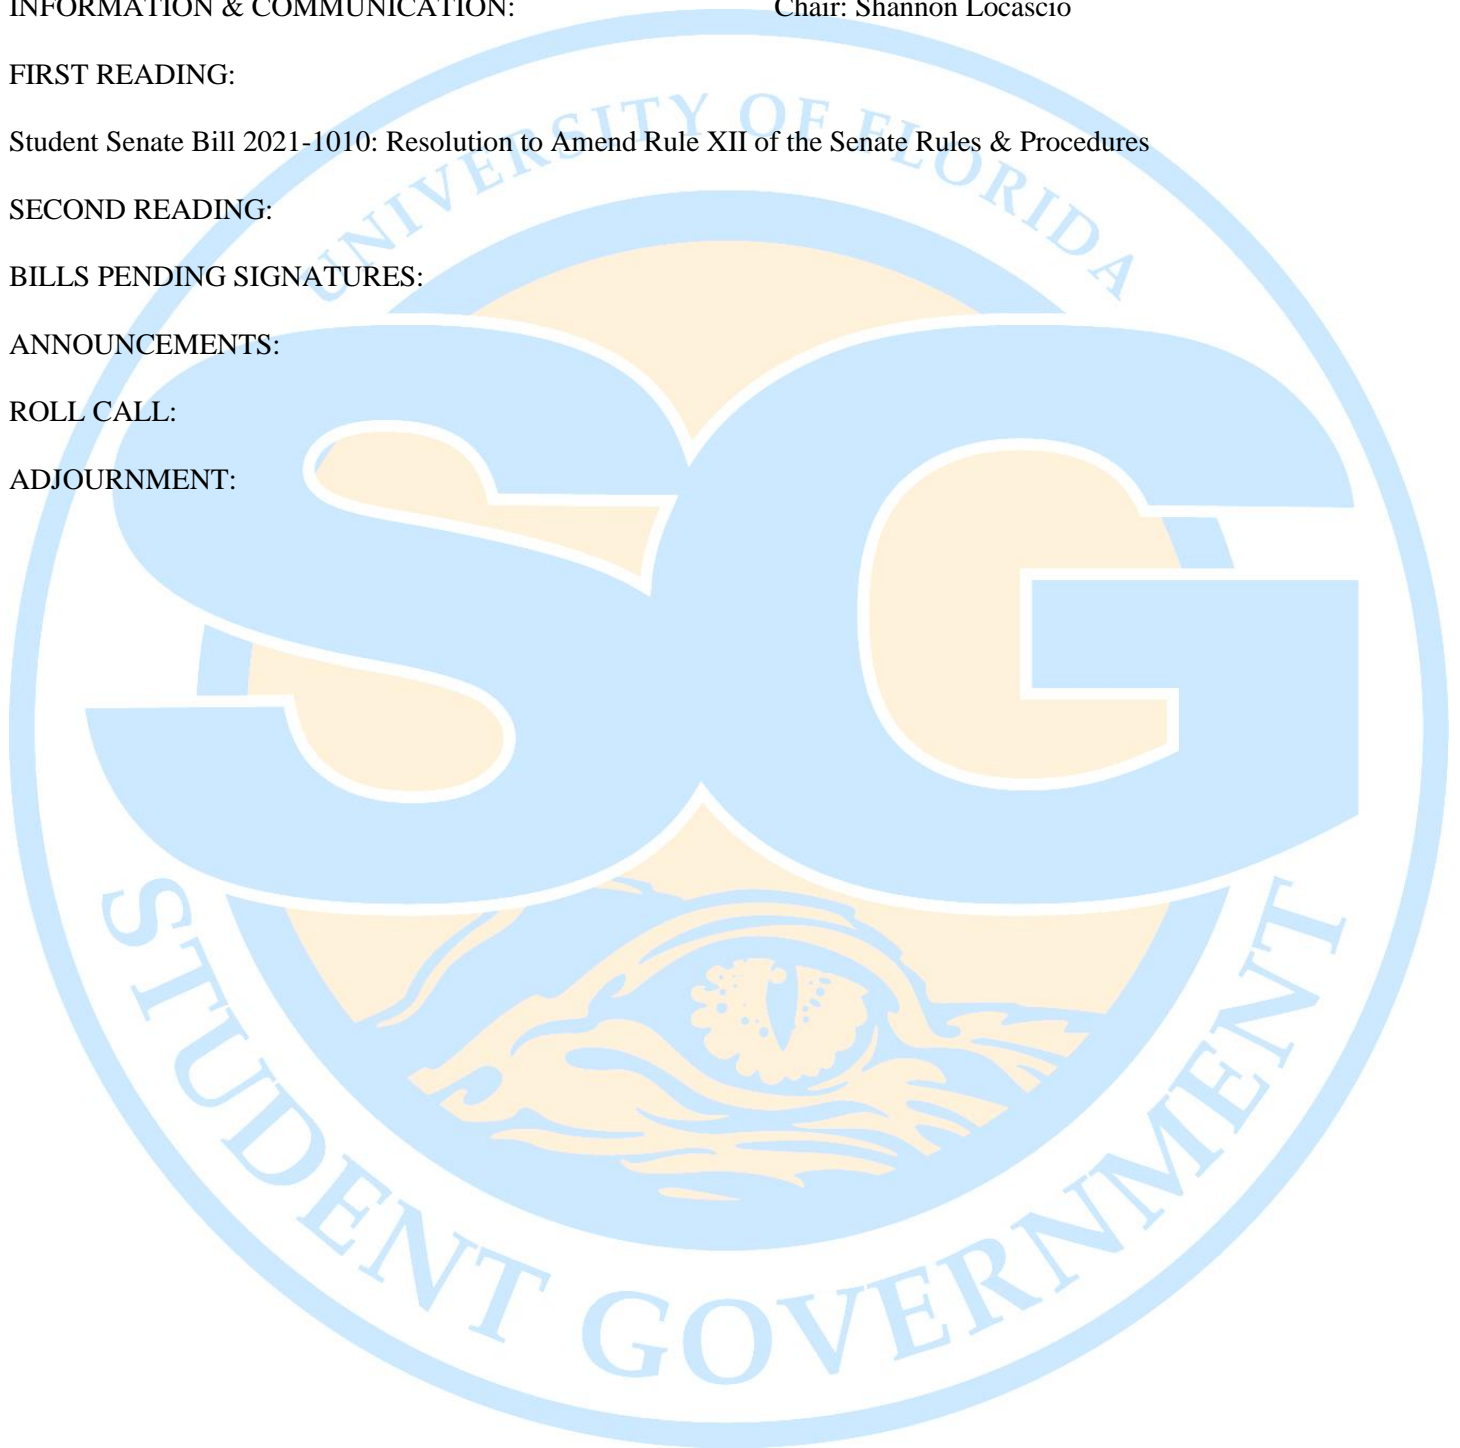 INFORMATION & COMMUNICATION: Chair: Shannon Locascio
FIRST READING:
Student Senate Bill 2021-1010: Resolution to Amend Rule XII of the Senate Rules & Procedures
SECOND READING:
BILLS PENDING SIGNATURES:
ANNOUNCEMENTS:
ROLL CALL:
ADJOURNMENT:
UNIVERSITY OF FLORIDA
SG
STUDENT GOVERNMENT